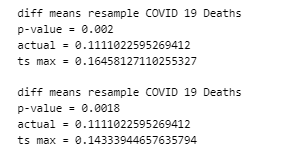 diff means resample COVID 19 Deaths
p-value = 0.002
actual = 0.1111022595269412
ts max = 0.16458127110255327
diff means resample COVID 19 Deaths
p-value = 0.0018
actual = 0.1111022595269412
ts max = 0.14333944657635794